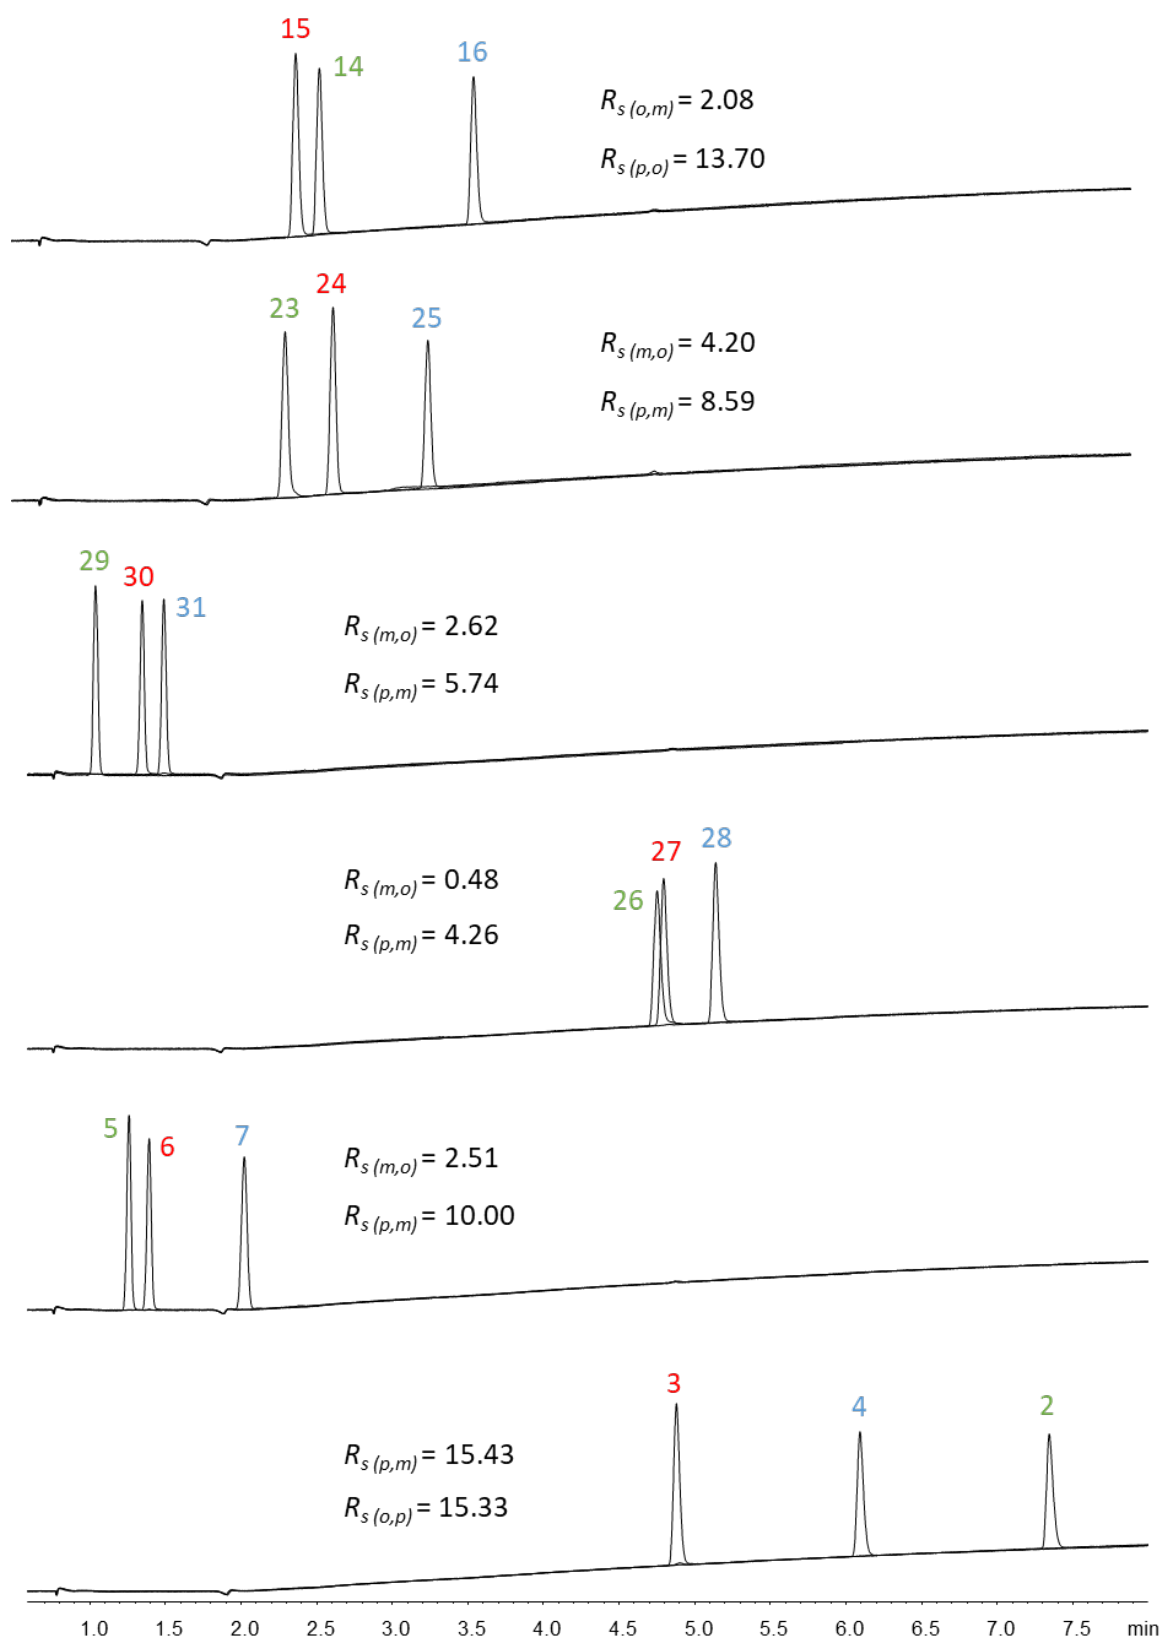 15
14
16
Rs (o,m) = 2.08
Rs (p,o) = 13.70
23
24
25
Rs (m,o) = 4.20
Rs (p,m) = 8.59
29
30
31
Rs (m,o) = 2.62
Rs (p,m) = 5.74
26
27
28
Rs (m,o) = 0.48
Rs (p,m) = 4.26
5
6
7
Rs (m,o) = 2.51
Rs (p,m) = 10.00
3
4
2
Rs (p,m) = 15.43
Rs (o,p) = 15.33
1.0 1.5 2.0 2.5 3.0 3.5 4.0 4.5 5.0 5.5 6.0 6.5 7.0 7.5 min